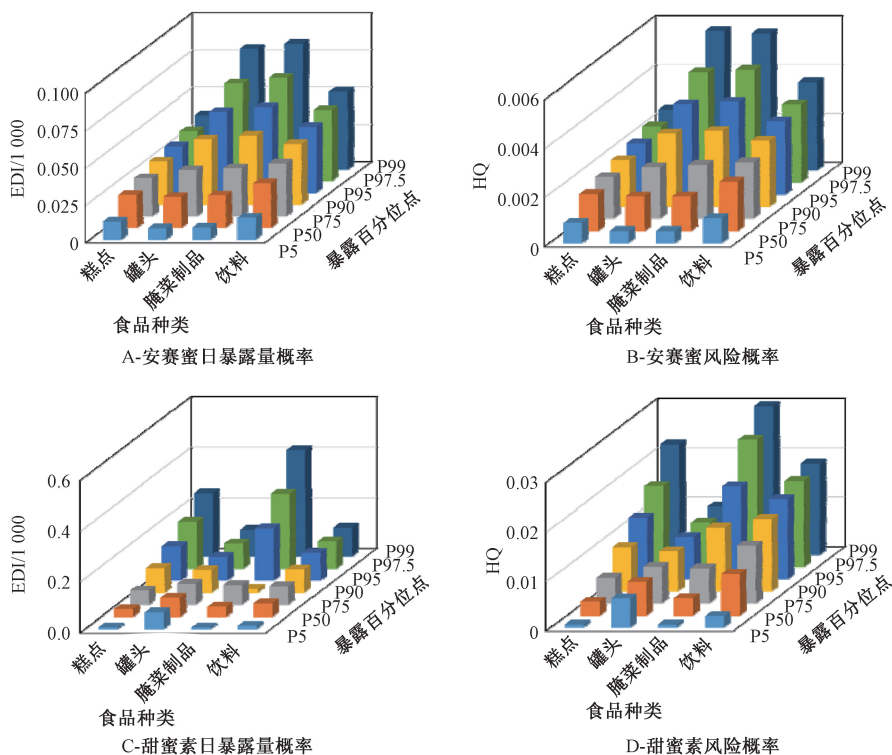 EDI/1 000
0.100
0.075
0.050
0.025
0
糕点
罐头
腌菜制品
饮料
食品种类
P5
P50
P75
P90
P95
P97.5
P99
暴露百分位点
A-安赛蜜日暴露量概率
HQ
0.006
0.004
0.002
0
糕点
罐头
腌菜制品
饮料
食品种类
P5
P50
P75
P90
P95
P97.5
P99
暴露百分位点
B-安赛蜜风险概率
EDI/1 000
0.6
0.4
0.2
0.0
糕点
罐头
腌菜制品
饮料
食品种类
P5
P50
P75
P90
P95
P97.5
P99
暴露百分位点
C-甜蜜素日暴露量概率
HQ
0.03
0.02
0.01
0
糕点
罐头
腌菜制品
饮料
食品种类
P5
P50
P75
P90
P95
P97.5
P99
暴露百分位点
D-甜蜜素风险概率